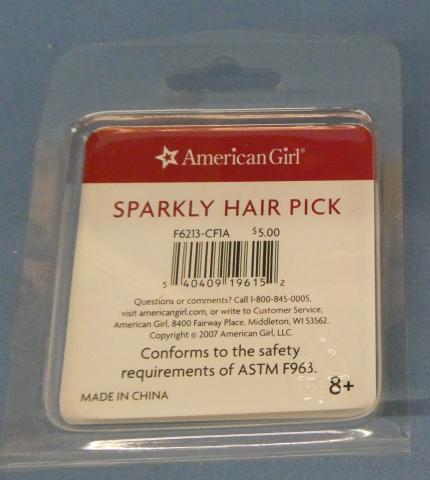 American Girl®
SPARKLY HAIR PICK
F6213-CF1A $5.00
5 40409 19615 2
Questions or comments? Call 1-800-845-0005,
visit americangirl.com, or write to Customer Service,
American Girl, 8400 Fairway Place, Middleton, WI 53562.
Copyright © 2007 American Girl, LLC.
Conforms to the safety
requirements of ASTM F963.
8+
MADE IN CHINA